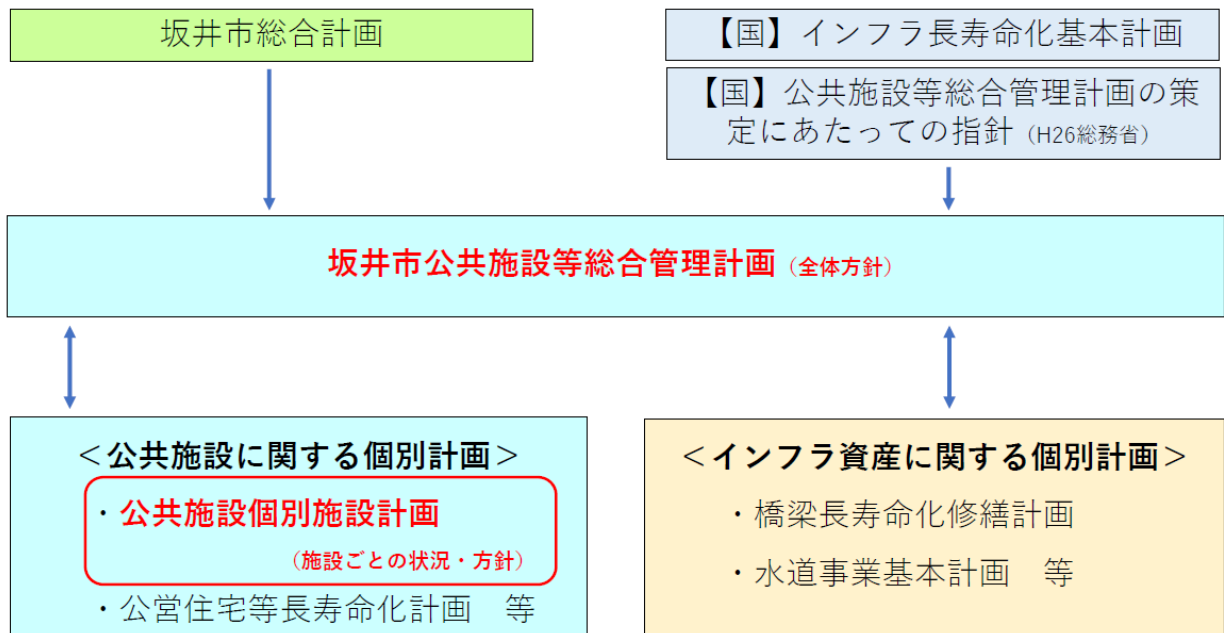 坂井市総合計画
【国】インフラ長寿命化基本計画
【国】公共施設等総合管理計画の策
定にあたっての指針（H26総務省）
坂井市公共施設等総合管理計画（全体方針）
＜公共施設に関する個別計画＞
・公共施設個別施設計画
（施設ごとの状況・方針）
・公営住宅等長寿命化計画　等
＜インフラ資産に関する個別計画＞
・橋梁長寿命化修繕計画
・水道事業基本計画　等